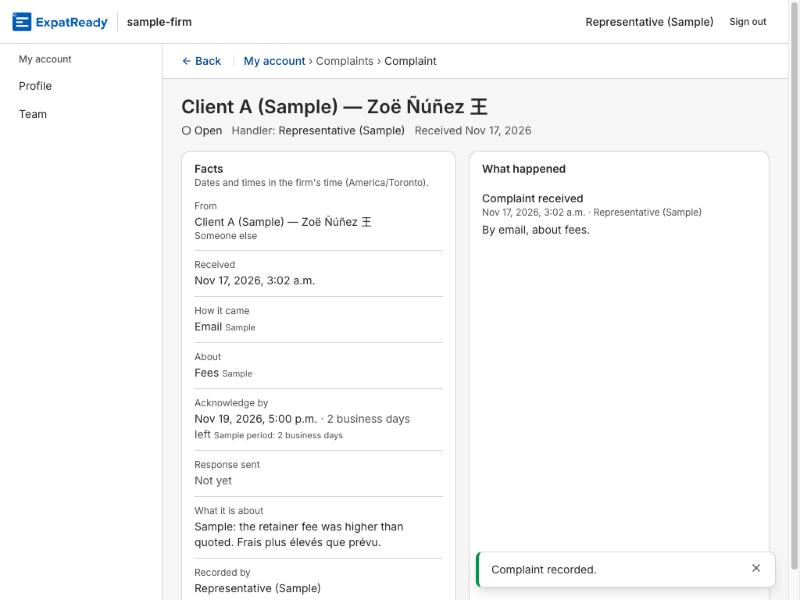 ExpatReady
sample-firm
Representative (Sample)
Sign out
My account
Profile
Team
← Back
My account › Complaints › Complaint
Client A (Sample) — Zoë Ñúñez 王
Open Handler: Representative (Sample) Received Nov 17, 2026
Facts
Dates and times in the firm's time (America/Toronto).
From
Client A (Sample) — Zoë Ñúñez 王
Someone else
Received
Nov 17, 2026, 3:02 a.m.
How it came
Email Sample
About
Fees Sample
Acknowledge by
Nov 19, 2026, 5:00 p.m. · 2 business days
left Sample period: 2 business days
Response sent
Not yet
What it is about
Sample: the retainer fee was higher than
quoted. Frais plus élevés que prévu.
Recorded by
Representative (Sample)
What happened
Complaint received
Nov 17, 2026, 3:02 a.m. · Representative (Sample)
By email, about fees.
Complaint recorded.